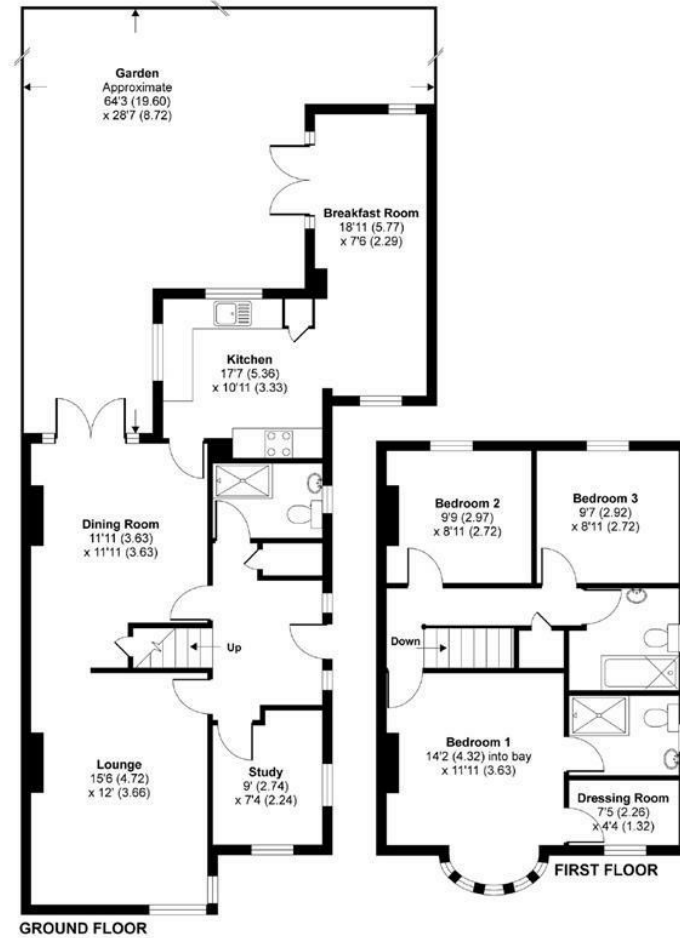 Garden
Approximate
64'3 (19.60)
x 28'7 (8.72)
Breakfast Room
18'11 (5.77)
x 7'6 (2.29)
Kitchen
17'7 (5.36)
x 10'11 (3.33)
Dining Room
11'11 (3.63)
x 11'11 (3.63)
Up
Lounge
15'6 (4.72)
x 12' (3.66)
Study
9' (2.74)
x 7'4 (2.24)
GROUND FLOOR
Bedroom 2
9'9 (2.97)
x 8'11 (2.72)
Bedroom 3
9'7 (2.92)
x 8'11 (2.72)
Down
Bedroom 1
14'2 (4.32) into bay
x 11'11 (3.63)
Dressing Room
7'5 (2.26)
x 4'4 (1.32)
FIRST FLOOR